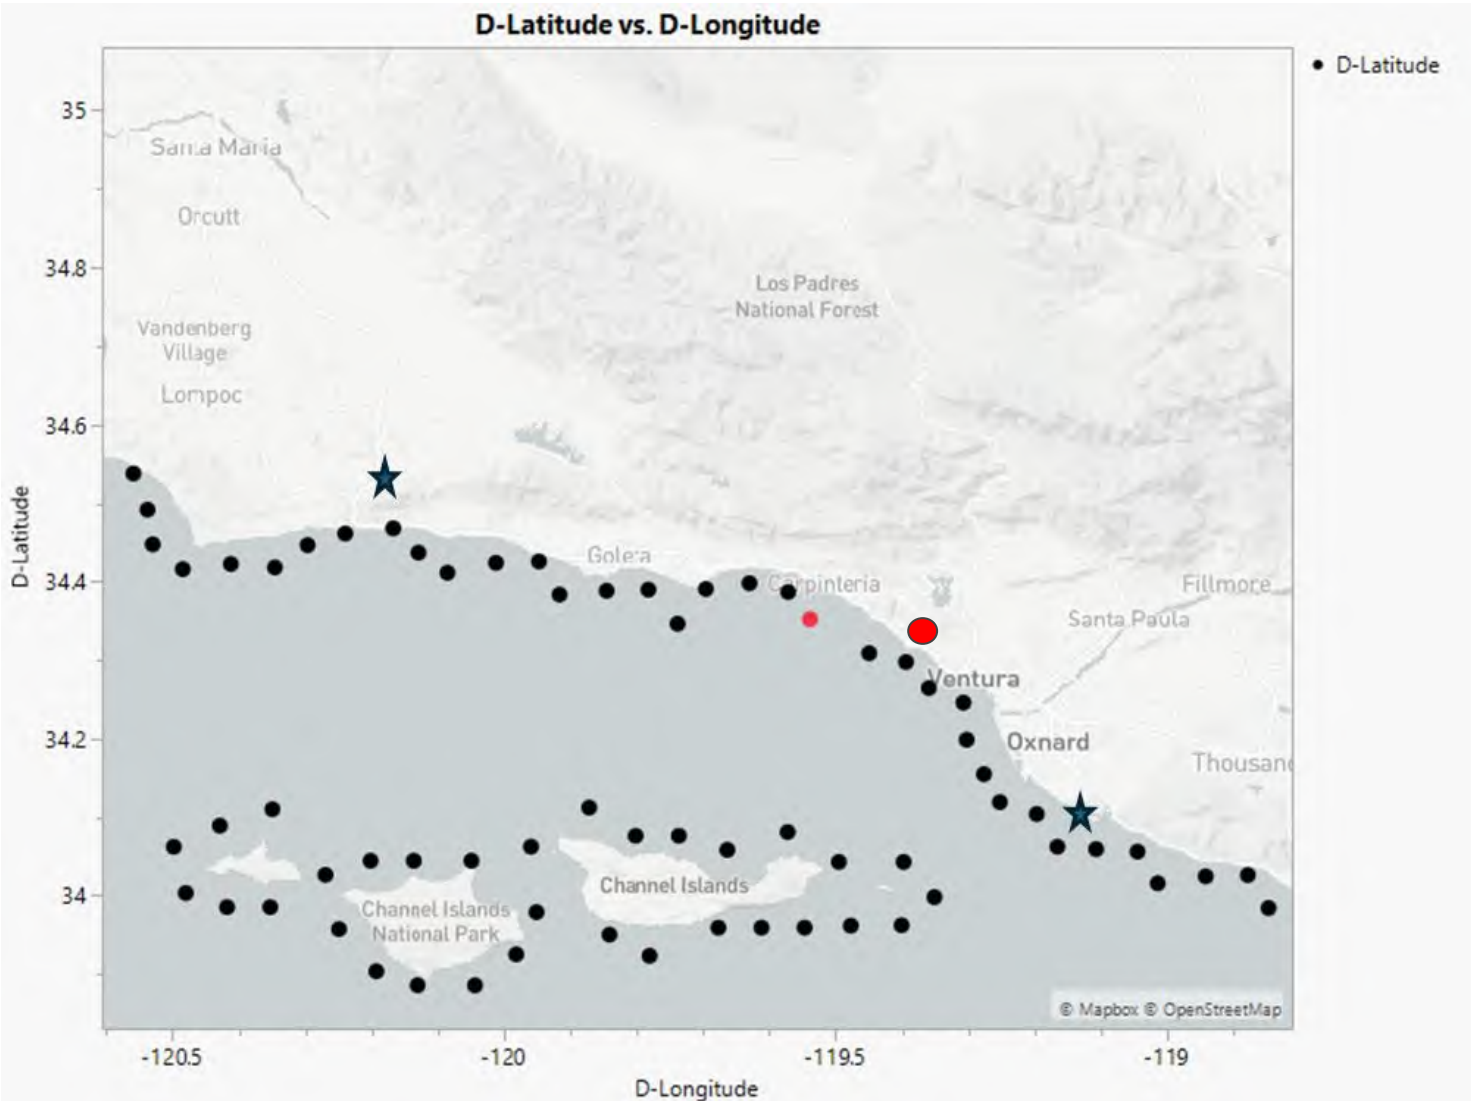 D-Latitude vs. D-Longitude
D-Latitude
35
34.8
34.6
34.4
34.2
34
D-Latitude
Santa Maria
Orcutt
Los Padres
National Forest
Vandenberg
Village
Lompoc
Goleta
Carpinteria
Fillmore
Santa Paula
Ventura
Oxnard
Thousand
Channel Islands
Channel Islands
National Park
© Mapbox © OpenStreetMap
-120.5
-120
-119.5
-119
D-Longitude